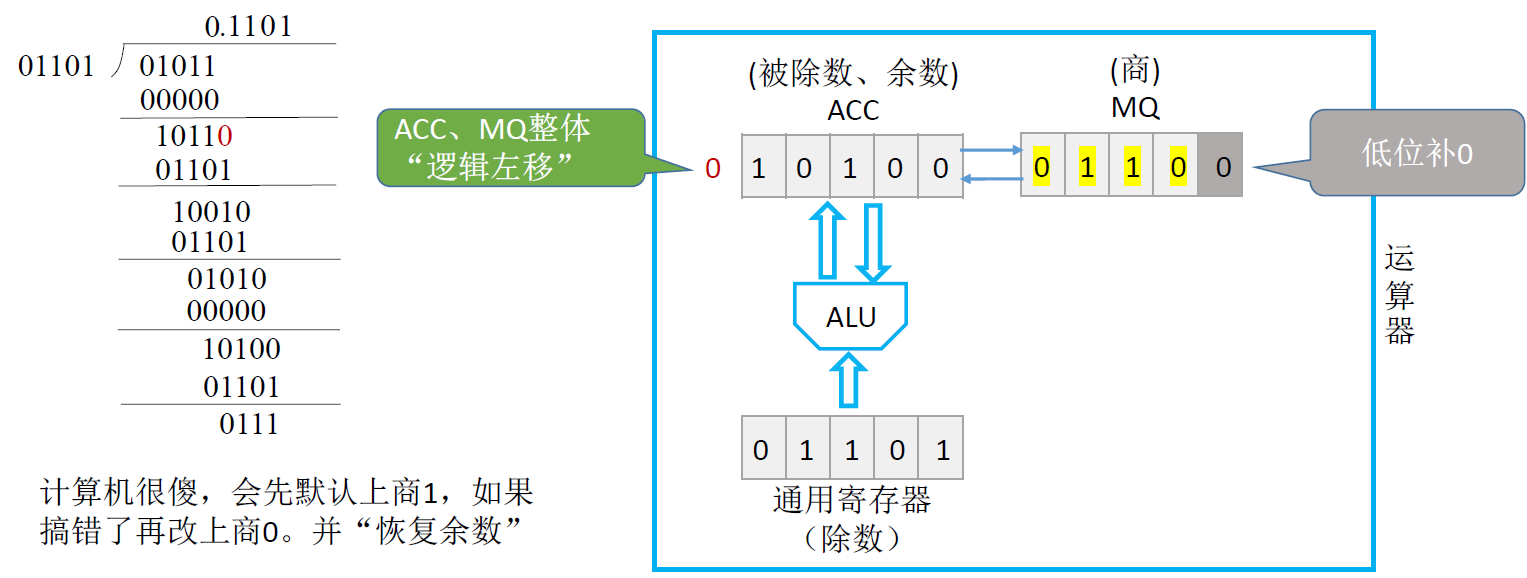 0.1101
01101
01011
00000
10110
01101
10010
01101
01010
00000
10100
01101
0111
计算机很傻，会先默认上商1，如果
搞错了再改上商0。并“恢复余数”
ACC、MQ整体
“逻辑左移”
(被除数、余数)
ACC
0 1 0 1 0 0
(商)
MQ
0 1 1 0 0
低位补0
ALU
0 1 1 0 1
通用寄存器
（除数）
运算器